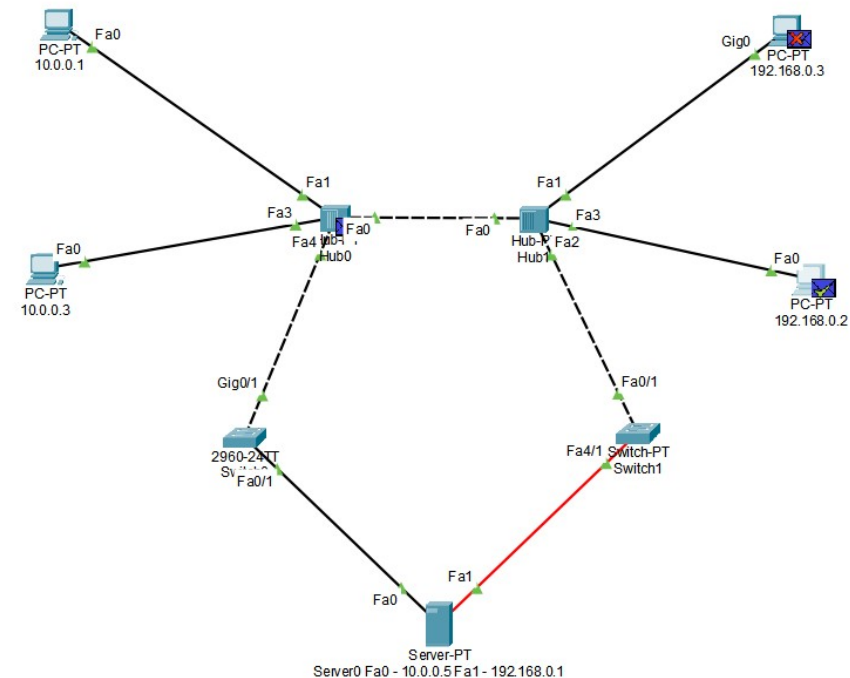 Fa0
PC-PT
10.0.0.1
Gig0
PC-PT
192.168.0.3
Fa1
Fa1
Fa3
Fa0
Fa0
Fa3
Fa4
Hub0
Fa2
Hub1
Fa0
PC-PT
10.0.0.3
Fa0
PC-PT
192.168.0.2
Gig0/1
Fa0/1
2960-24TT
Fa0/1
Fa4/1
Switch-PT
Switch1
Fa0
Fa1
Server-PT
Server0 Fa0 - 10.0.0.5 Fa1 - 192.168.0.1